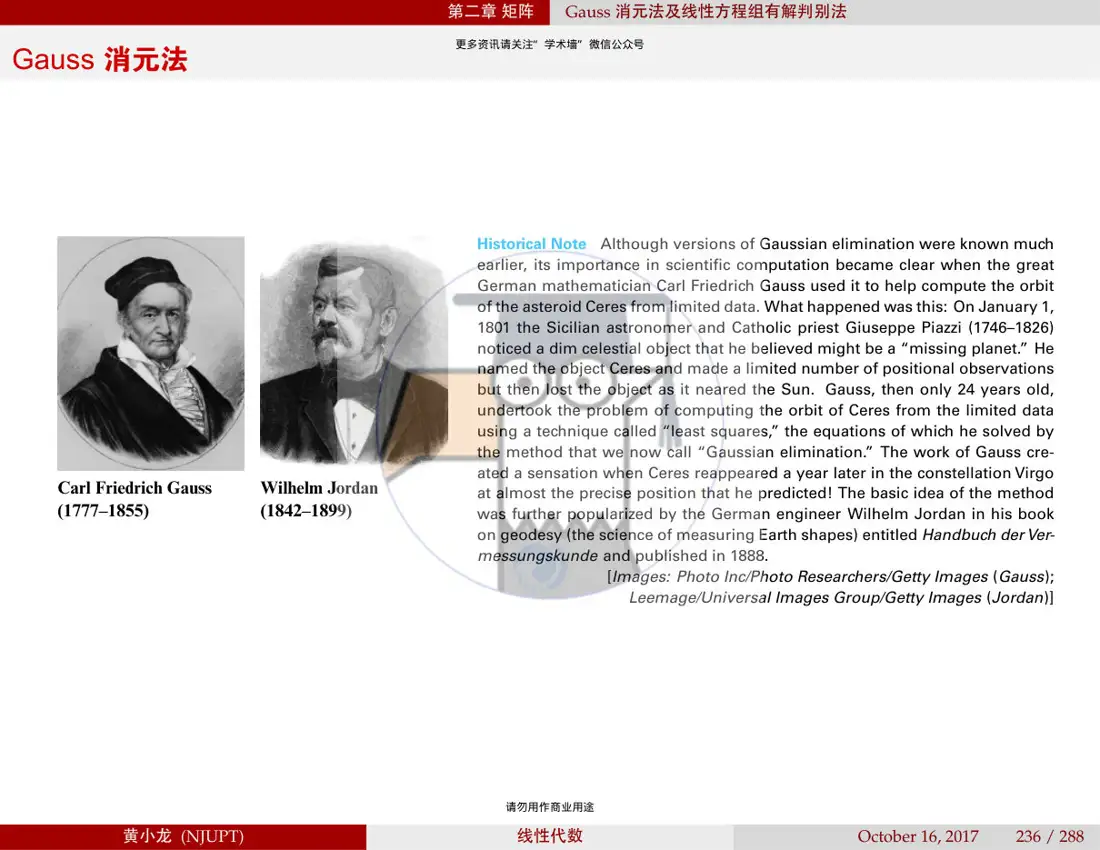 第二章 矩阵 Gauss 消元法及线性方程组有解判别法
更多资讯请关注“学术墙”微信公众号
Gauss 消元法
Carl Friedrich Gauss
(1777–1855)
Wilhelm Jordan
(1842–1899)
Historical Note Although versions of Gaussian elimination were known much
earlier, its importance in scientific computation became clear when the great
German mathematician Carl Friedrich Gauss used it to help compute the orbit
of the asteroid Ceres from limited data. What happened was this: On January 1,
1801 the Sicilian astronomer and Catholic priest Giuseppe Piazzi (1746–1826)
noticed a dim celestial object that he believed might be a “missing planet.” He
named the object Ceres and made a limited number of positional observations
but then lost the object as it neared the Sun. Gauss, then only 24 years old,
undertook the problem of computing the orbit of Ceres from the limited data
using a technique called “least squares,” the equations of which he solved by
the method that we now call “Gaussian elimination.” The work of Gauss cre-
ated a sensation when Ceres reappeared a year later in the constellation Virgo
at almost the precise position that he predicted! The basic idea of the method
was further popularized by the German engineer Wilhelm Jordan in his book
on geodesy (the science of measuring Earth shapes) entitled Handbuch der Ver-
messungskunde and published in 1888.
[Images: Photo Inc/Photo Researchers/Getty Images (Gauss);
Leemage/Universal Images Group/Getty Images (Jordan)]
请勿用作商业用途
黄小龙 (NJUPT) 线性代数 October 16, 2017 236 / 288